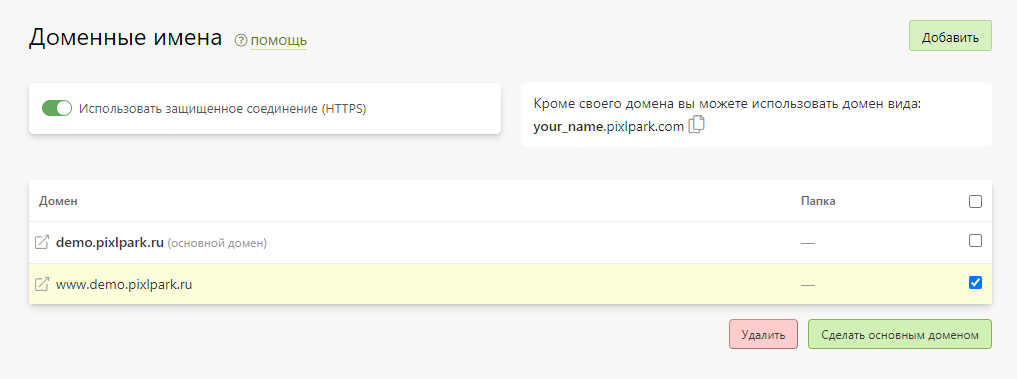 Доменные имена ? помощь
Добавить
Использовать защищенное соединение (HTTPS)
Кроме своего домена вы можете использовать домен вида:
your_name.pixlpark.com
Домен Папка
demo.pixlpark.ru (основной домен) —
www.demo.pixlpark.ru —
Удалить Сделать основным доменом